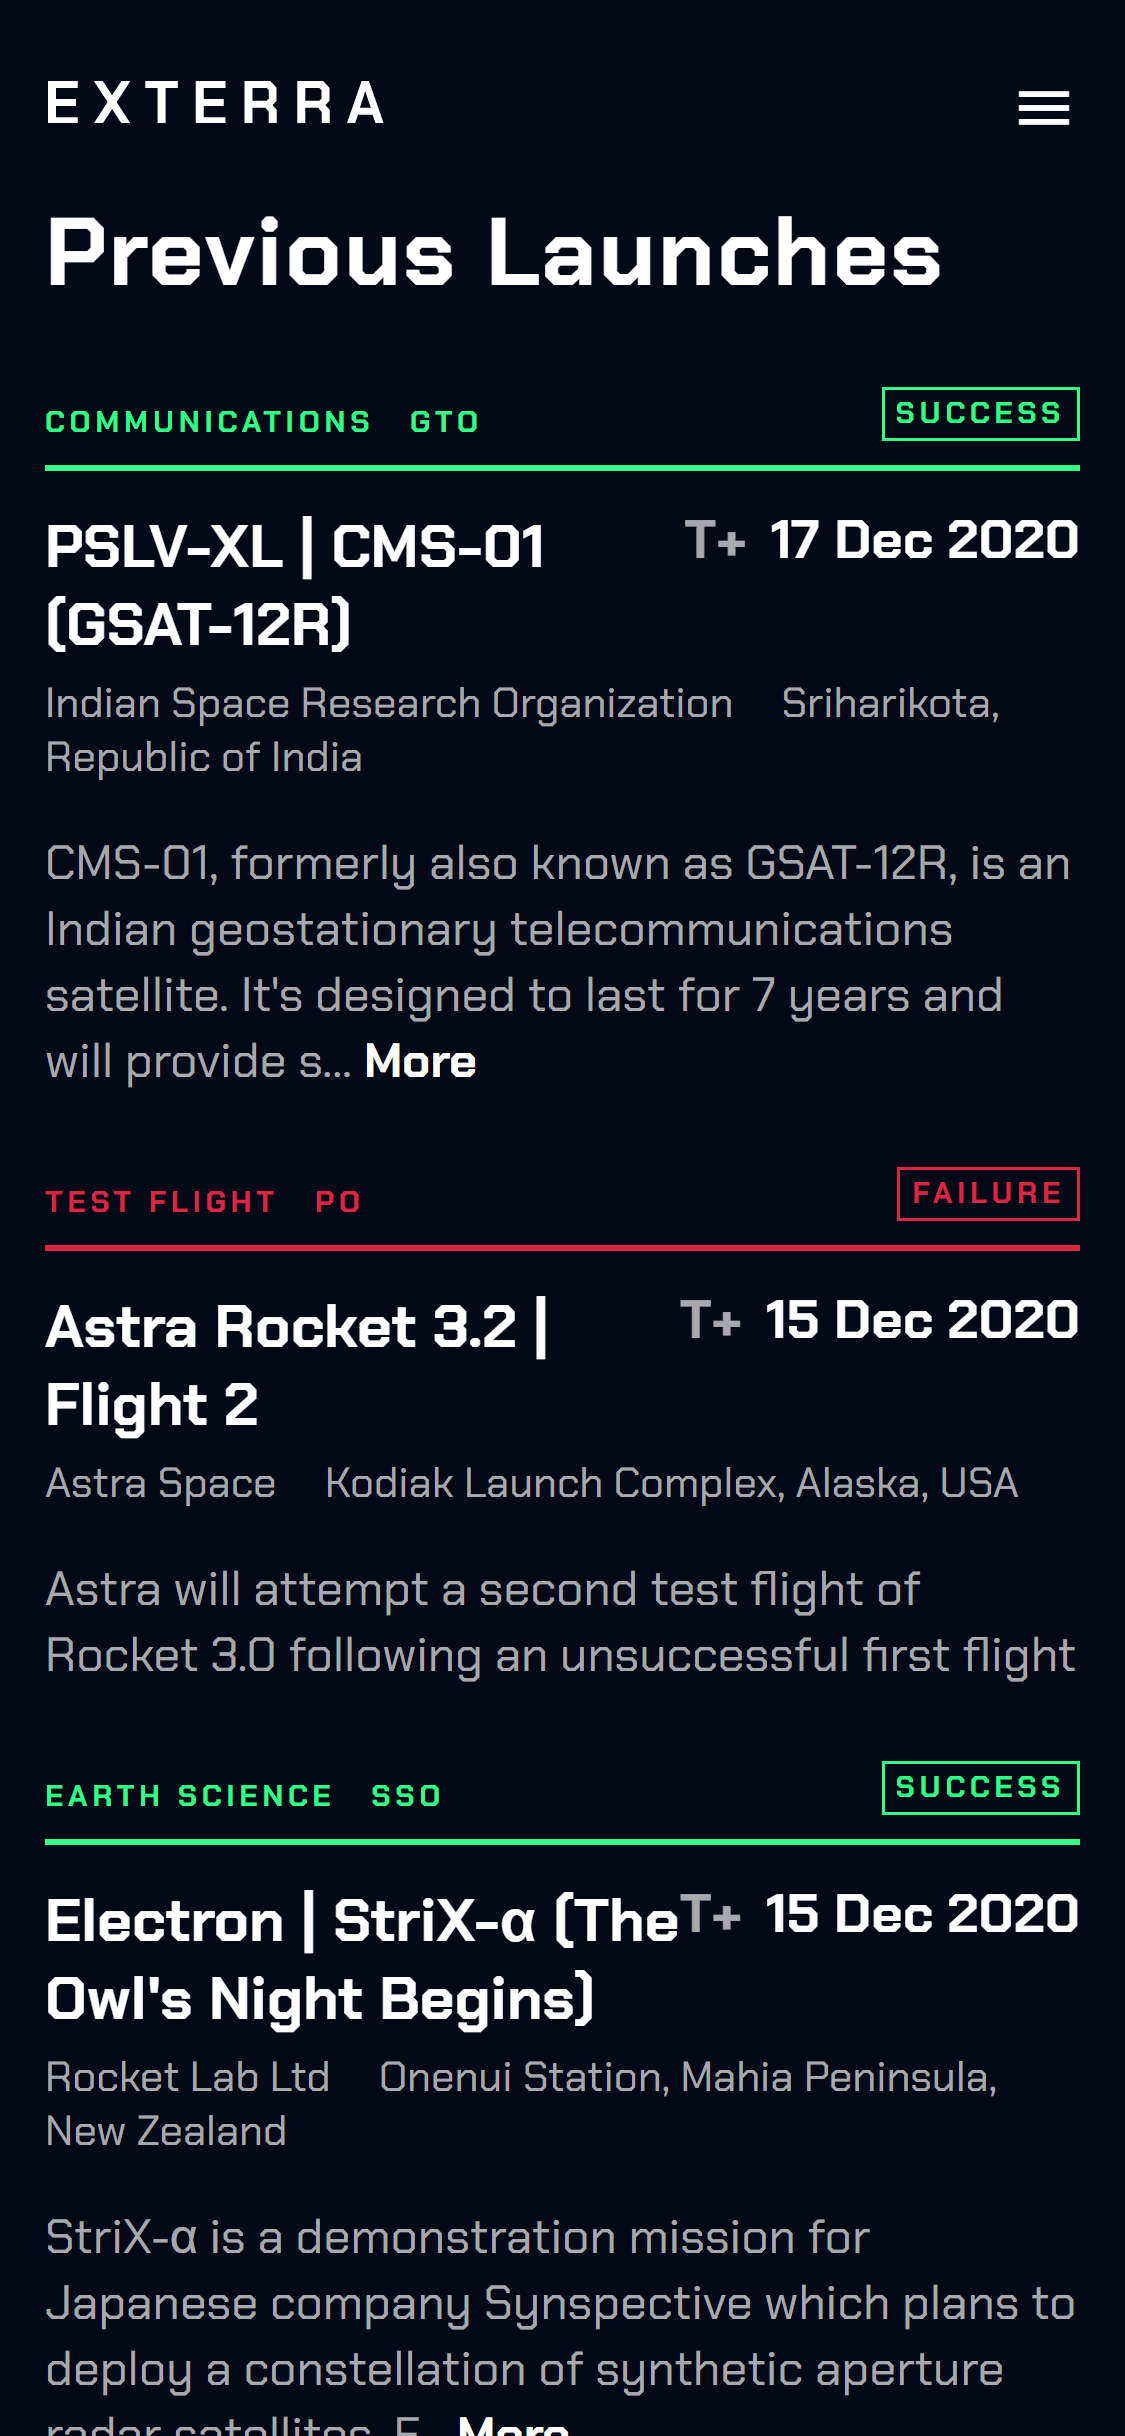 EXTERRA
Previous Launches
COMMUNICATIONS GTO SUCCESS
PSLV-XL | CMS-01 T+ 17 Dec 2020
(GSAT-12R)
Indian Space Research Organization Sriharikota,
Republic of India
CMS-01, formerly also known as GSAT-12R, is an
Indian geostationary telecommunications
satellite. It's designed to last for 7 years and
will provide s... More
TEST FLIGHT PO FAILURE
Astra Rocket 3.2 | T+ 15 Dec 2020
Flight 2
Astra Space Kodiak Launch Complex, Alaska, USA
Astra will attempt a second test flight of
Rocket 3.0 following an unsuccessful first flight
EARTH SCIENCE SSO SUCCESS
Electron | StriX-α (The T+ 15 Dec 2020
Owl's Night Begins)
Rocket Lab Ltd Onenui Station, Mahia Peninsula,
New Zealand
StriX-α is a demonstration mission for
Japanese company Synspective which plans to
deploy a constellation of synthetic aperture
radar satellites. F... More